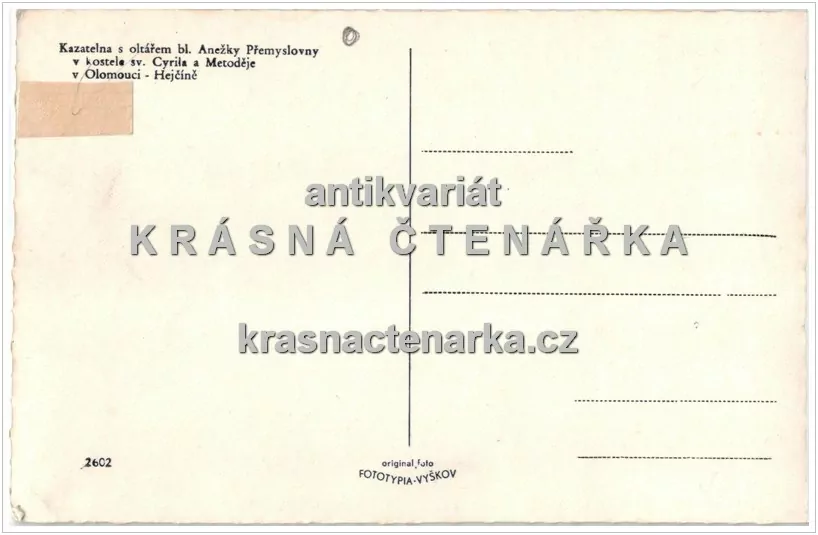 Kazatelna s oltářem bl. Anežky Přemyslovny
v kostele sv. Cyrila a Metoděje
v Olomouci - Hejčíně
antikvariát
KRÁSNÁ ČTENÁŘKA
krasnactenarka.cz
2602
original foto
FOTOTYPIA-VYŠKOV